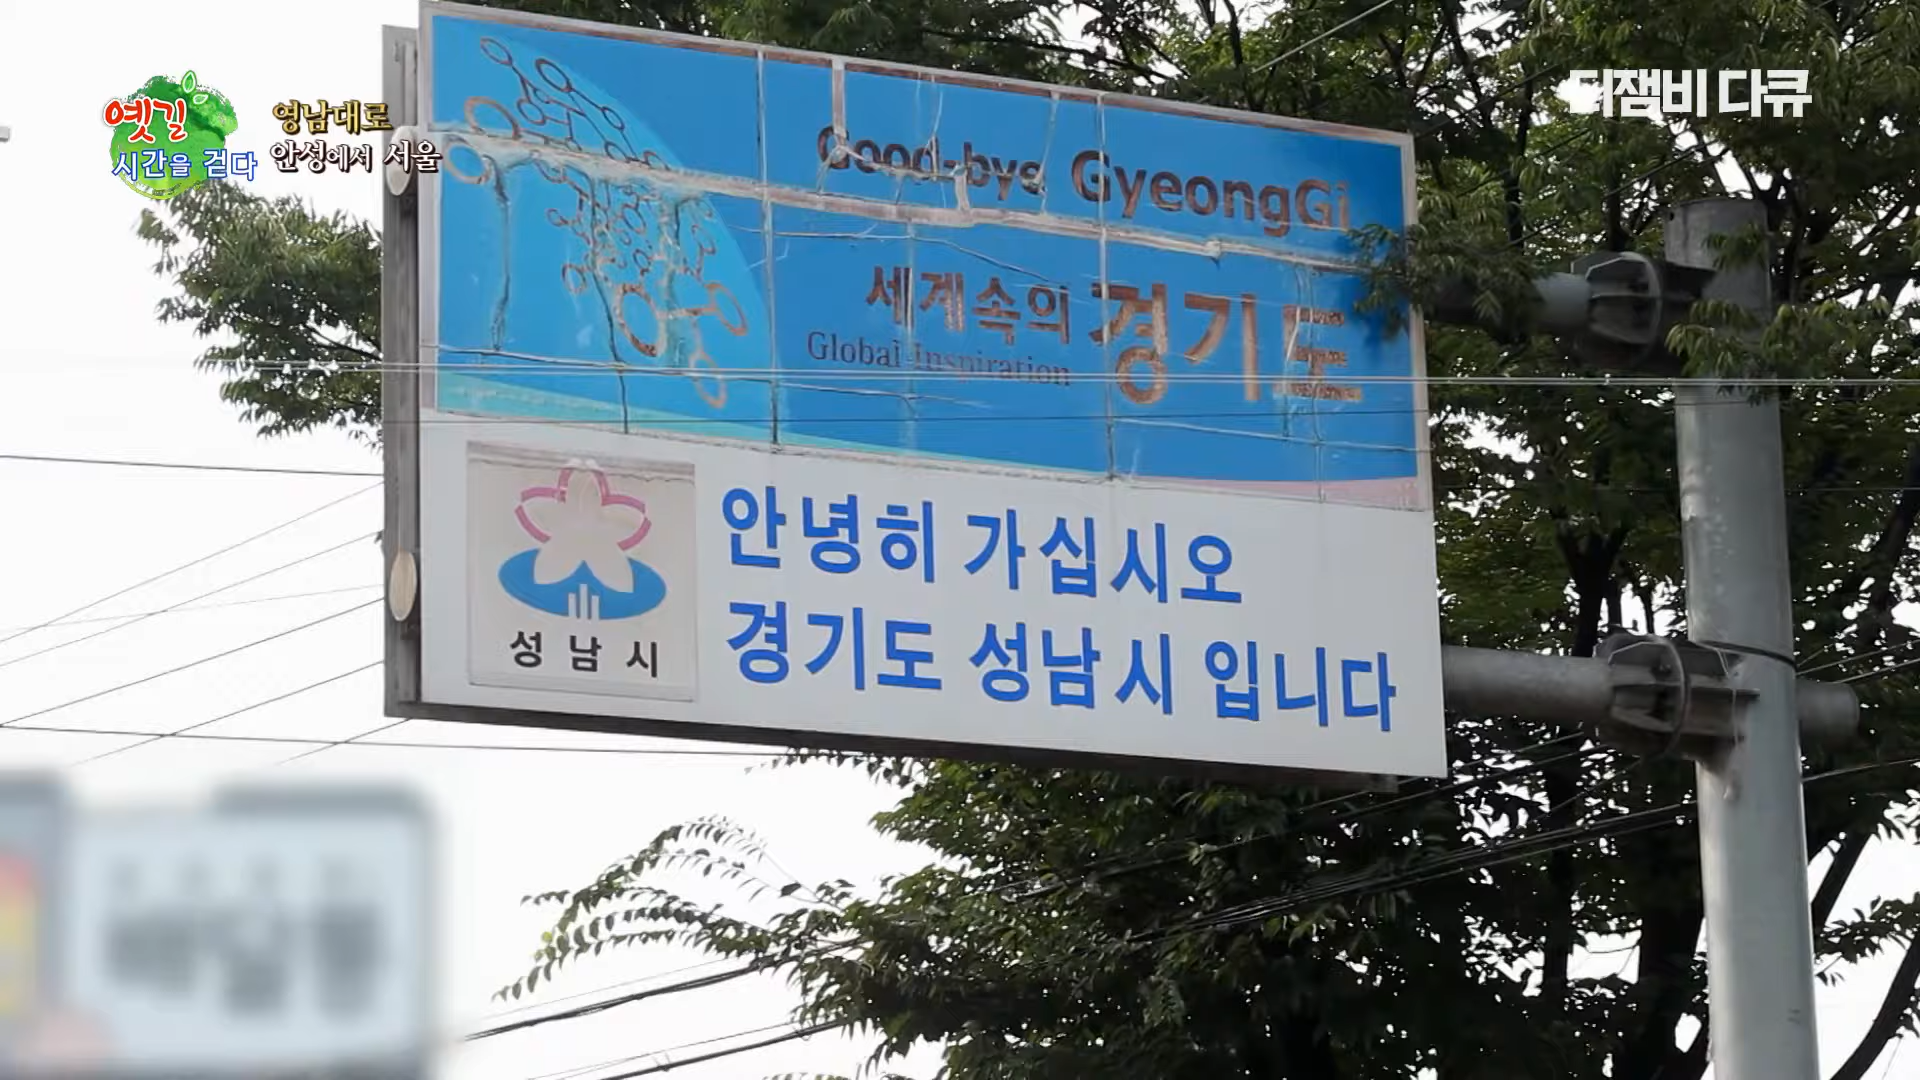 옛길
시간을 걷다
영남대로
안성에서 서울
디잼비 다큐
Good-bye GyeongGi
세계속의 경기도
Global Inspiration
성남시
안녕히 가십시오
경기도 성남시 입니다